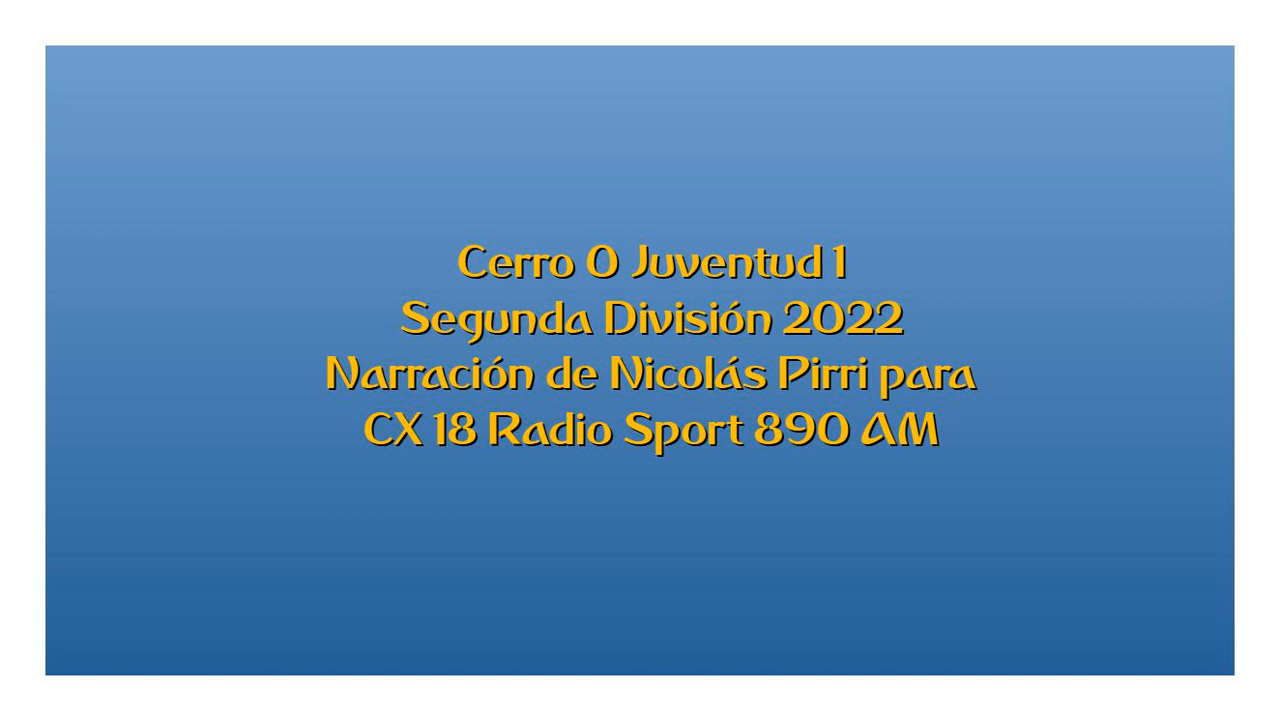 Cerro 0 Juventud 1
Segunda División 2022
Narración de Nicolás Pirri para
CX 18 Radio Sport 890 AM